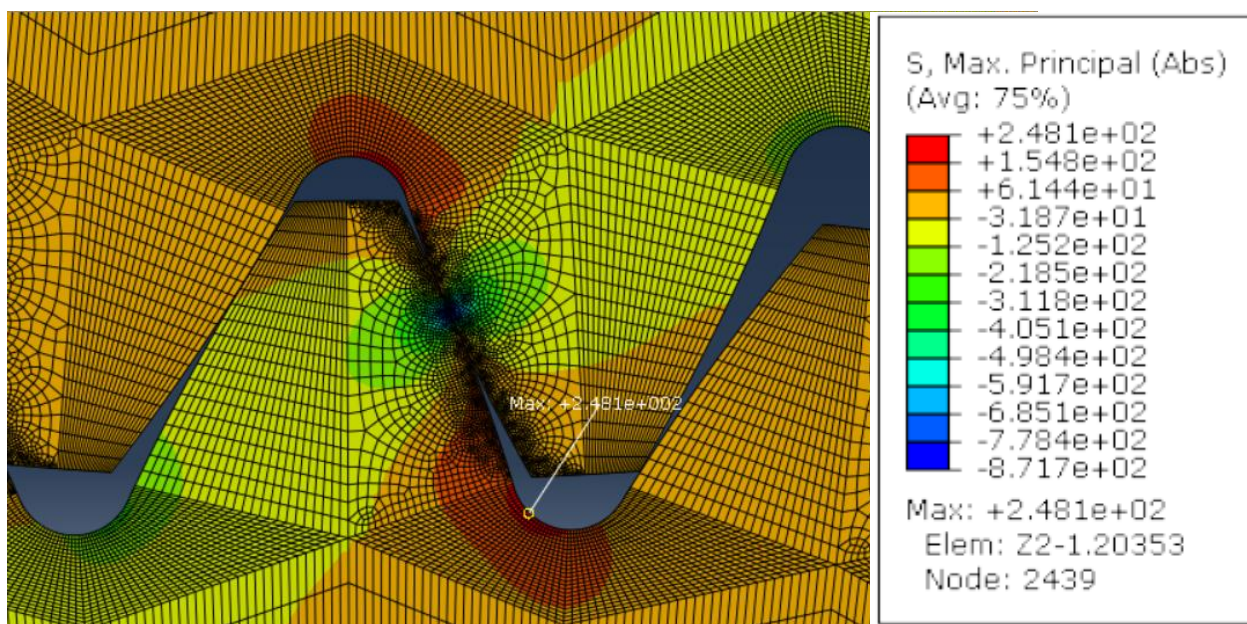 Max: +2.481e+002
S, Max. Principal (Abs)
(Avg: 75%)
+2.481e+02
+1.548e+02
+6.144e+01
-3.187e+01
-1.252e+02
-2.185e+02
-3.118e+02
-4.051e+02
-4.984e+02
-5.917e+02
-6.851e+02
-7.784e+02
-8.717e+02
Max: +2.481e+02
Elem: Z2-1.20353
Node: 2439